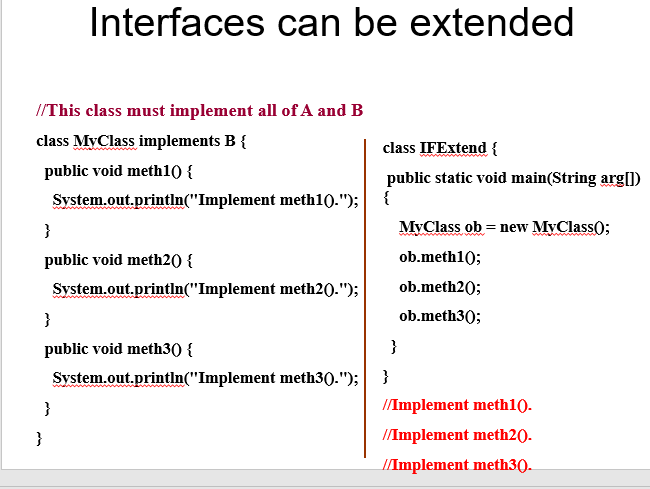 Interfaces can be extended
//This class must implement all of A and B
class MyClass implements B {
public void meth1() {
System.out.println("Implement meth1().");
}
public void meth2() {
System.out.println("Implement meth2().");
}
public void meth3() {
System.out.println("Implement meth3().");
}
}
class IFExtend {
public static void main(String arg[])
{
MyClass ob = new MyClass();
ob.meth1();
ob.meth2();
ob.meth3();
}
}
//Implement meth1().
//Implement meth2().
//Implement meth3().